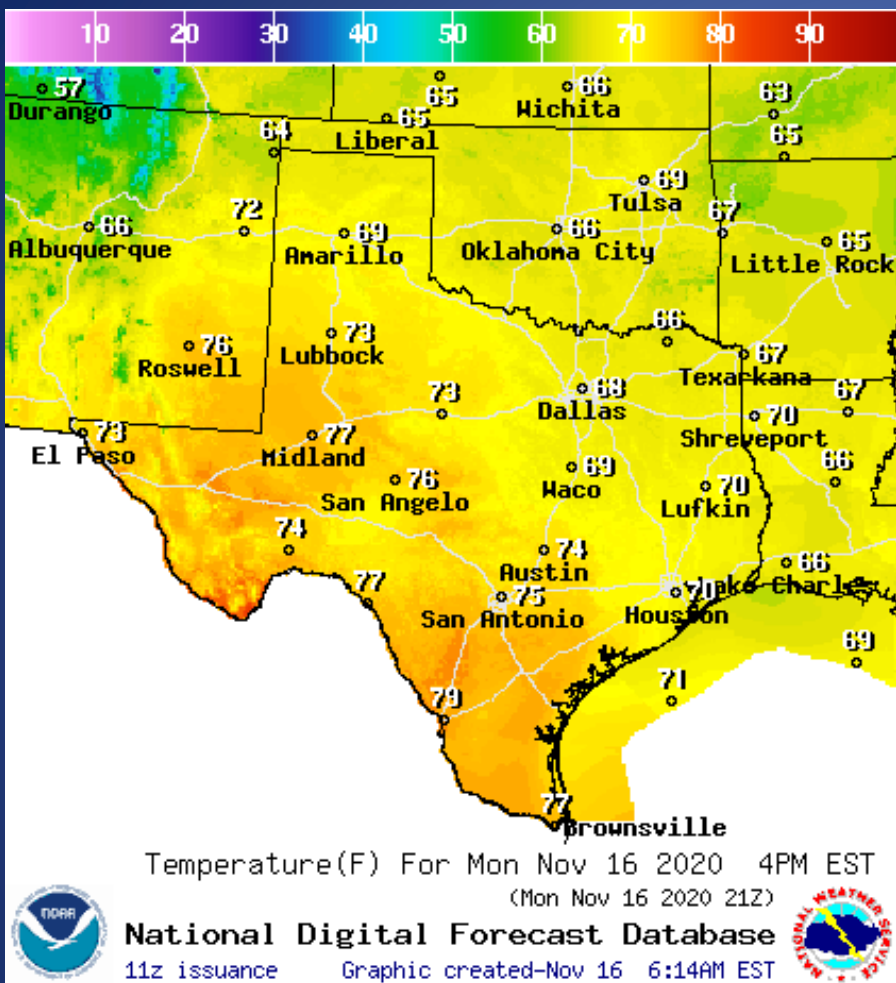 10 20 30 40 50 60 70 80 90
65
57
66
Durango
Wichita
63
65
Liberal
64
65
69
Tulsa
66
72
69
66
67
65
Albuquerque
Amarillo
Oklahoma City
Little Rock
66
76
73
Roswell
Lubbock
67
Texarkana
68
67
73
Dallas
70
73
77
Shreveport
El Paso
Midland
69
66
76
Waco
70
San Angelo
Lufkin
74
74
66
Austin
Lake Charles
77
75
70
San Antonio
Houston
69
71
79
77
Brownsville
Temperature(F) For Mon Nov 16 2020 4PM EST
(Mon Nov 16 2020 21Z)
NOAA
National Digital Forecast Database
NATIONAL WEATHER SERVICE
11z issuance Graphic created-Nov 16 6:14AM EST